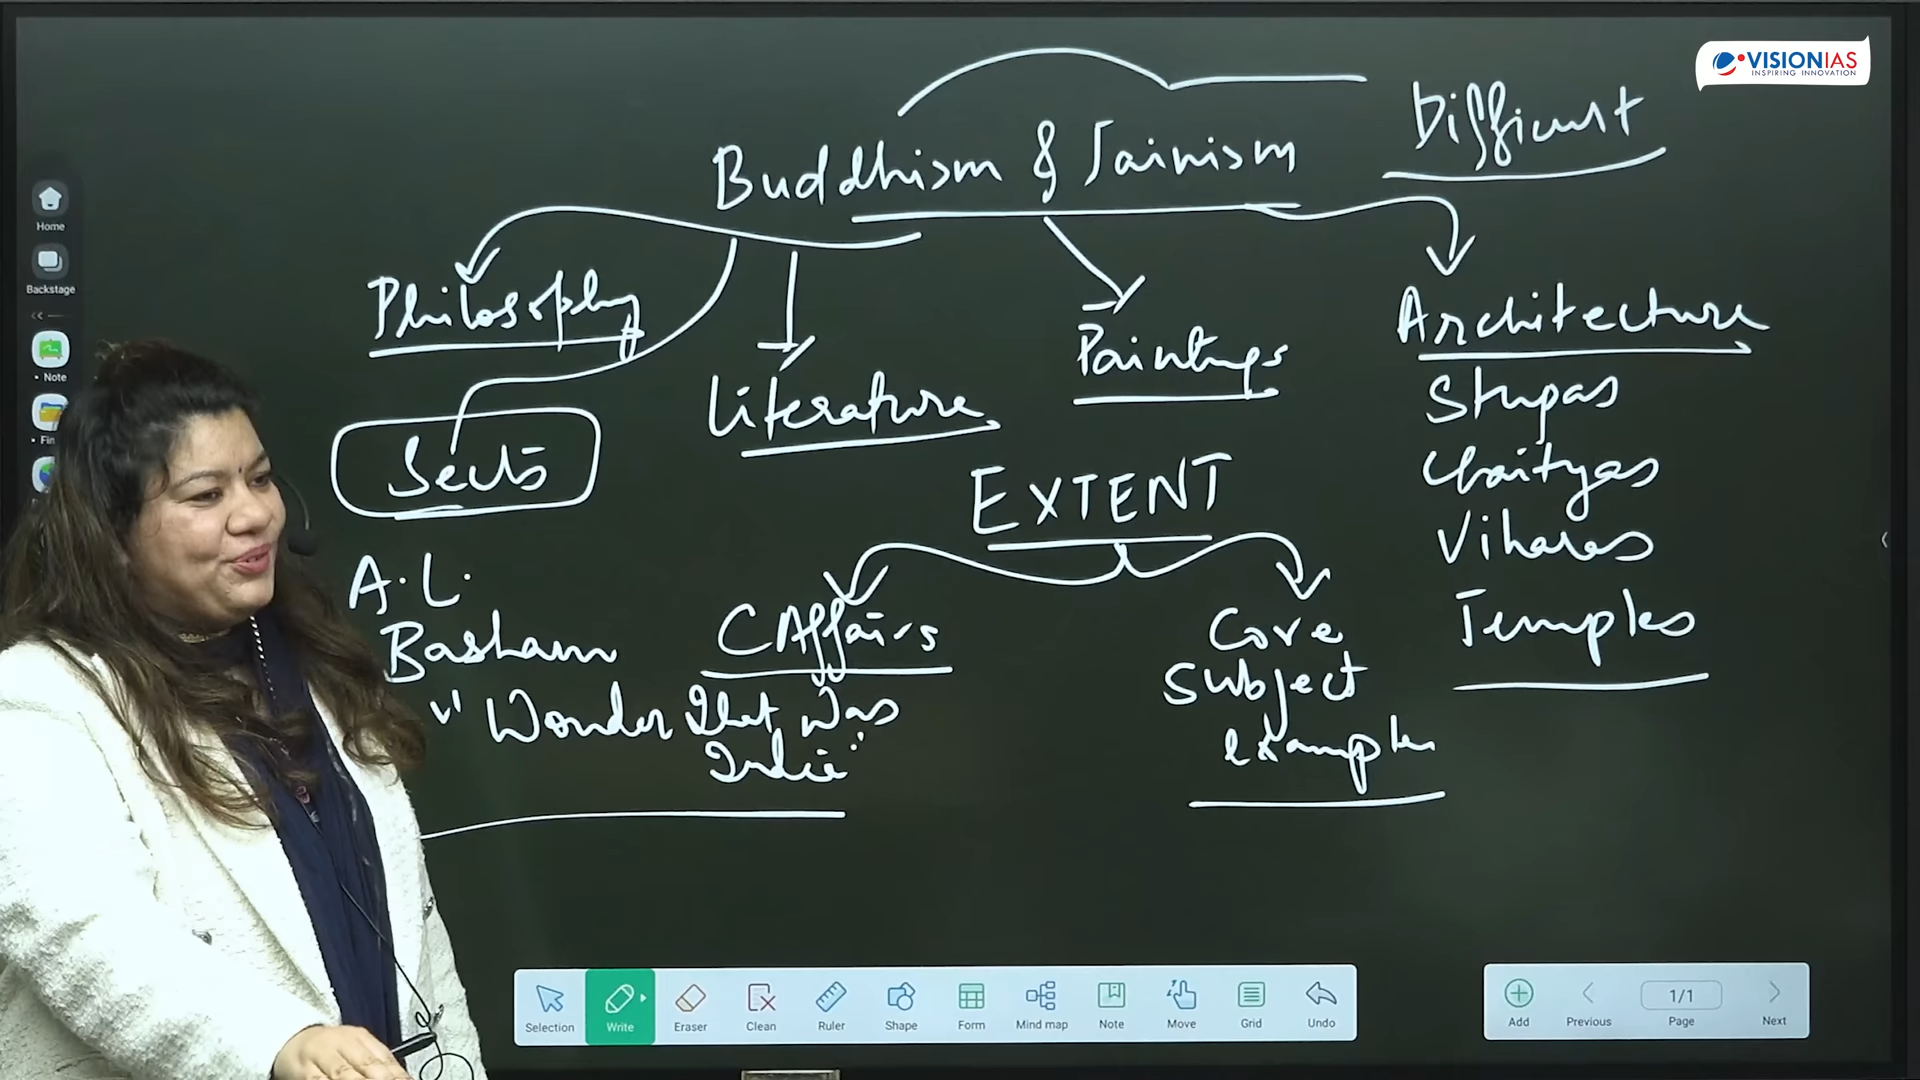 VISIONIAS
INSPIRING INNOVATION
Difficult
Buddhism & Jainism
Philosophy
Literature
Paintings
Architecture
Stupas
Chaityas
Viharas
Temples
Sects
EXTENT
A.L.
Basham
"Wonder That Was
India"
C Affairs
Core
Subject
examples
Home
Backstage
Note
Fin
Selection
Write
Eraser
Clean
Ruler
Shape
Form
Mind map
Note
Move
Grid
Undo
Add
Previous
1/1
Page
Next